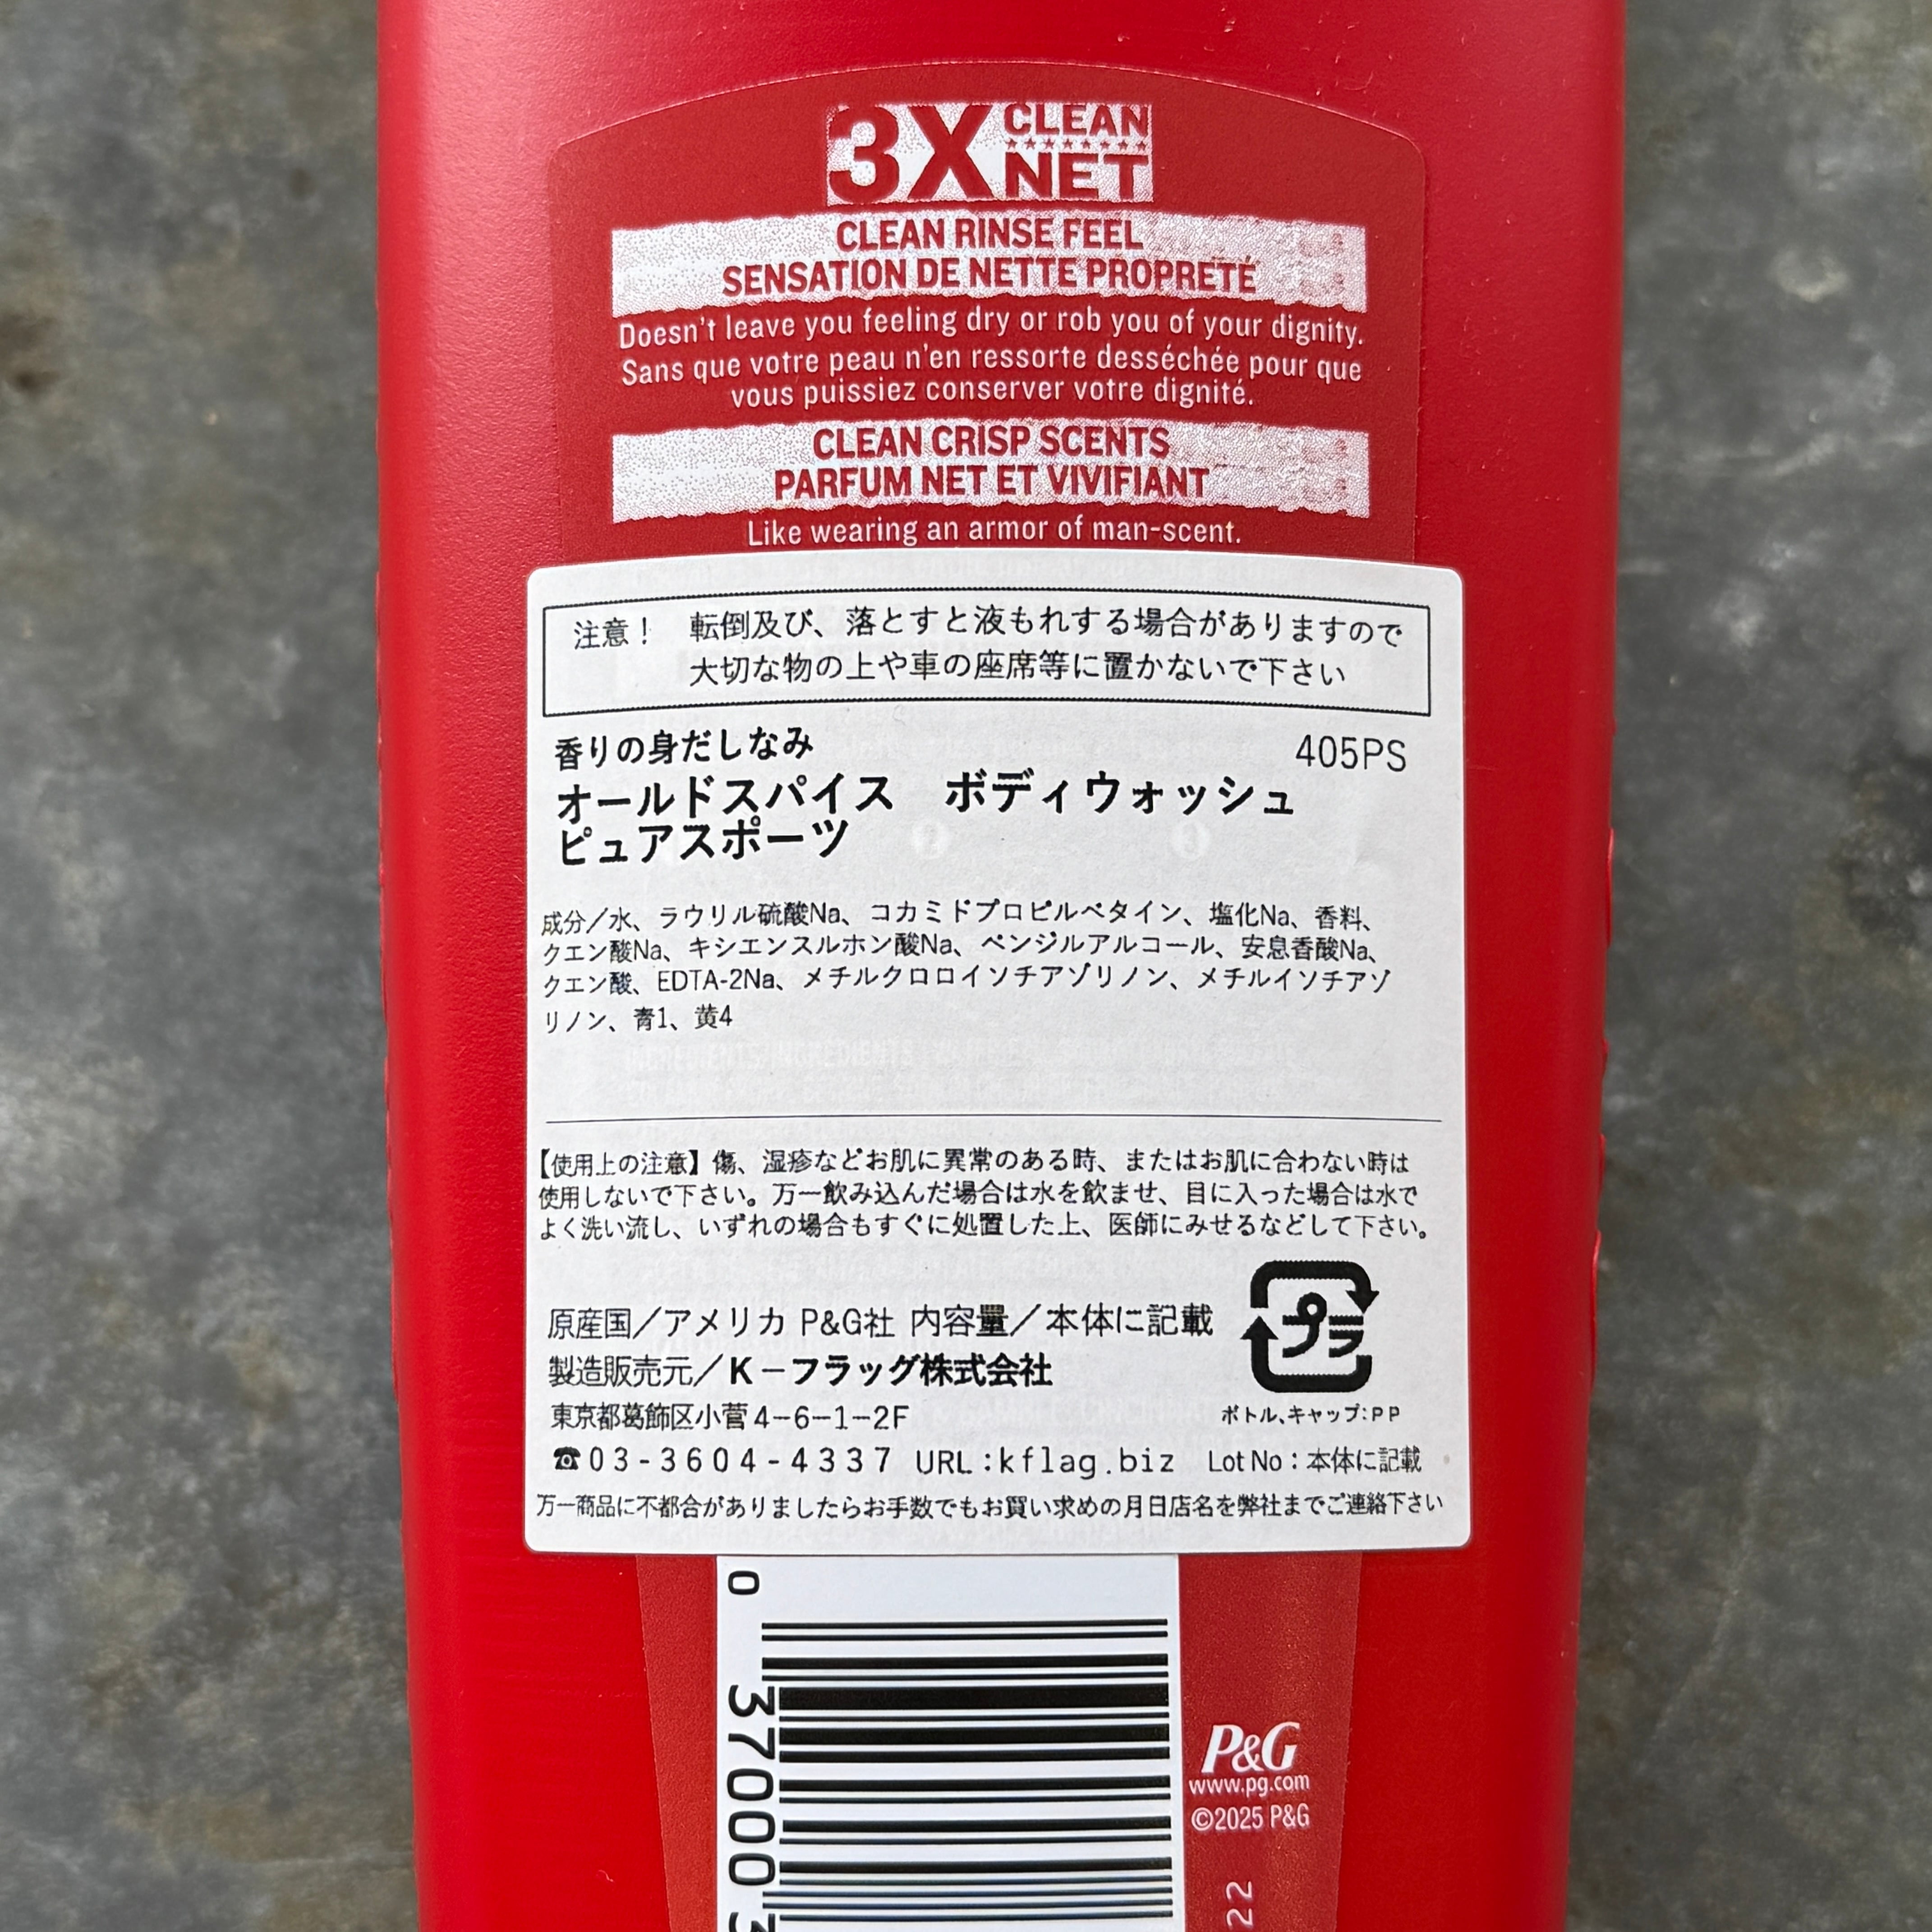 3X CLEAN
NET
CLEAN RINSE FEEL
SENSATION DE NETTE PROPRETÉ
Doesn't leave you feeling dry or rob you of your dignity.
Sans que votre peau n'en ressorte desséchée pour que
vous puissiez conserver votre dignité.
CLEAN CRISP SCENTS
PARFUM NET ET VIVIFIANT
Like wearing an armor of man-scent.
注意！ 転倒及び、落とすと液もれする場合がありますので
大切な物の上や車の座席等に置かないで下さい
香りの身だしなみ 405PS
オールドスパイス ボディウォッシュ
ピュアスポーツ
成分／水、ラウリル硫酸Na、コカミドプロピルベタイン、塩化Na、香料、
クエン酸Na、キシエンスルホン酸Na、ベンジルアルコール、安息香酸Na、
クエン酸、EDTA-2Na、メチルクロロイソチアゾリノン、メチルイソチアゾ
リノン、青1、黄4
【使用上の注意】傷、湿疹などお肌に異常のある時、またはお肌に合わない時は
使用しないで下さい。万一飲み込んだ場合は水を飲ませ、目に入った場合は水で
よく洗い流し、いずれの場合もすぐに処置した上、医師にみせるなどして下さい。
原産国／アメリカ P&G社 内容量／本体に記載
製造販売元／K－フラッグ株式会社
プラ
東京都葛飾区小菅4−6−1−2F
ボトル、キャップ：PP
☎03-3604-4337 URL:kflag.biz Lot No：本体に記載
万一商品に不都合がありましたらお手数でもお買い求めの月日店名を弊社までご連絡下さい
0 37000 3
P&G
www.pg.com
©2025 P&G
22